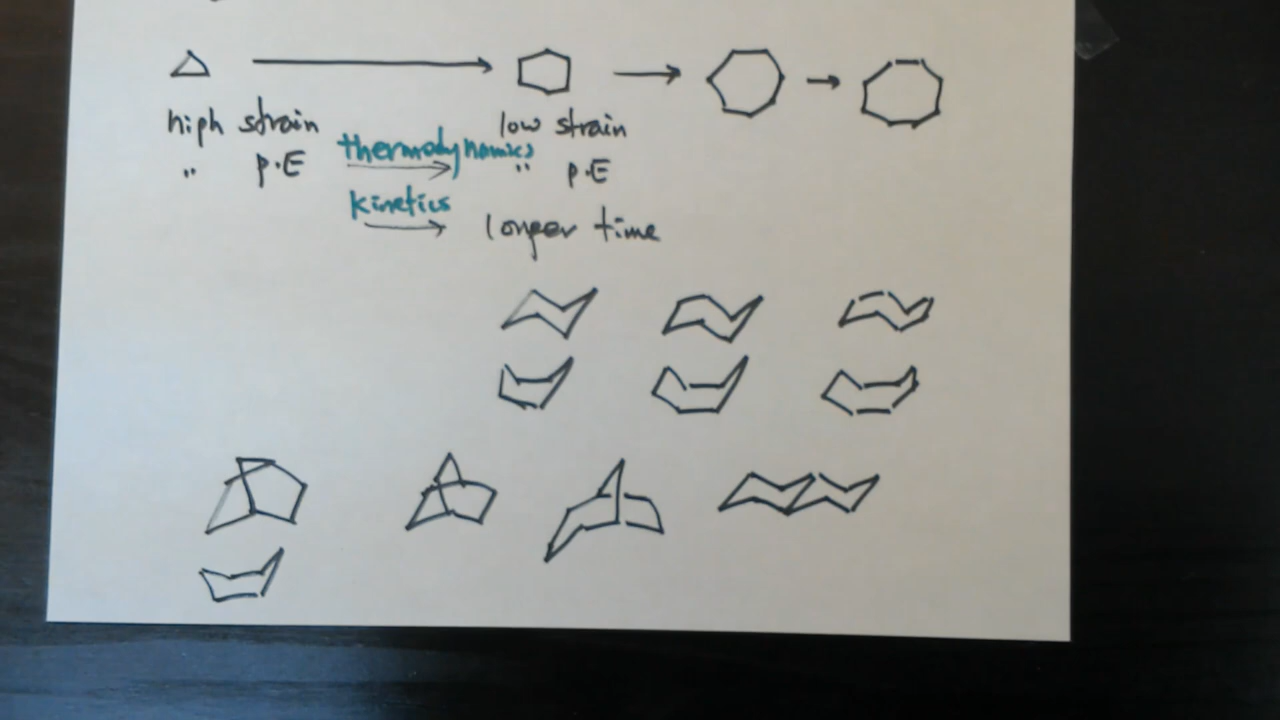 high strain
low strain
thermodynamics
" p.E
" p.E
kinetics
longer time